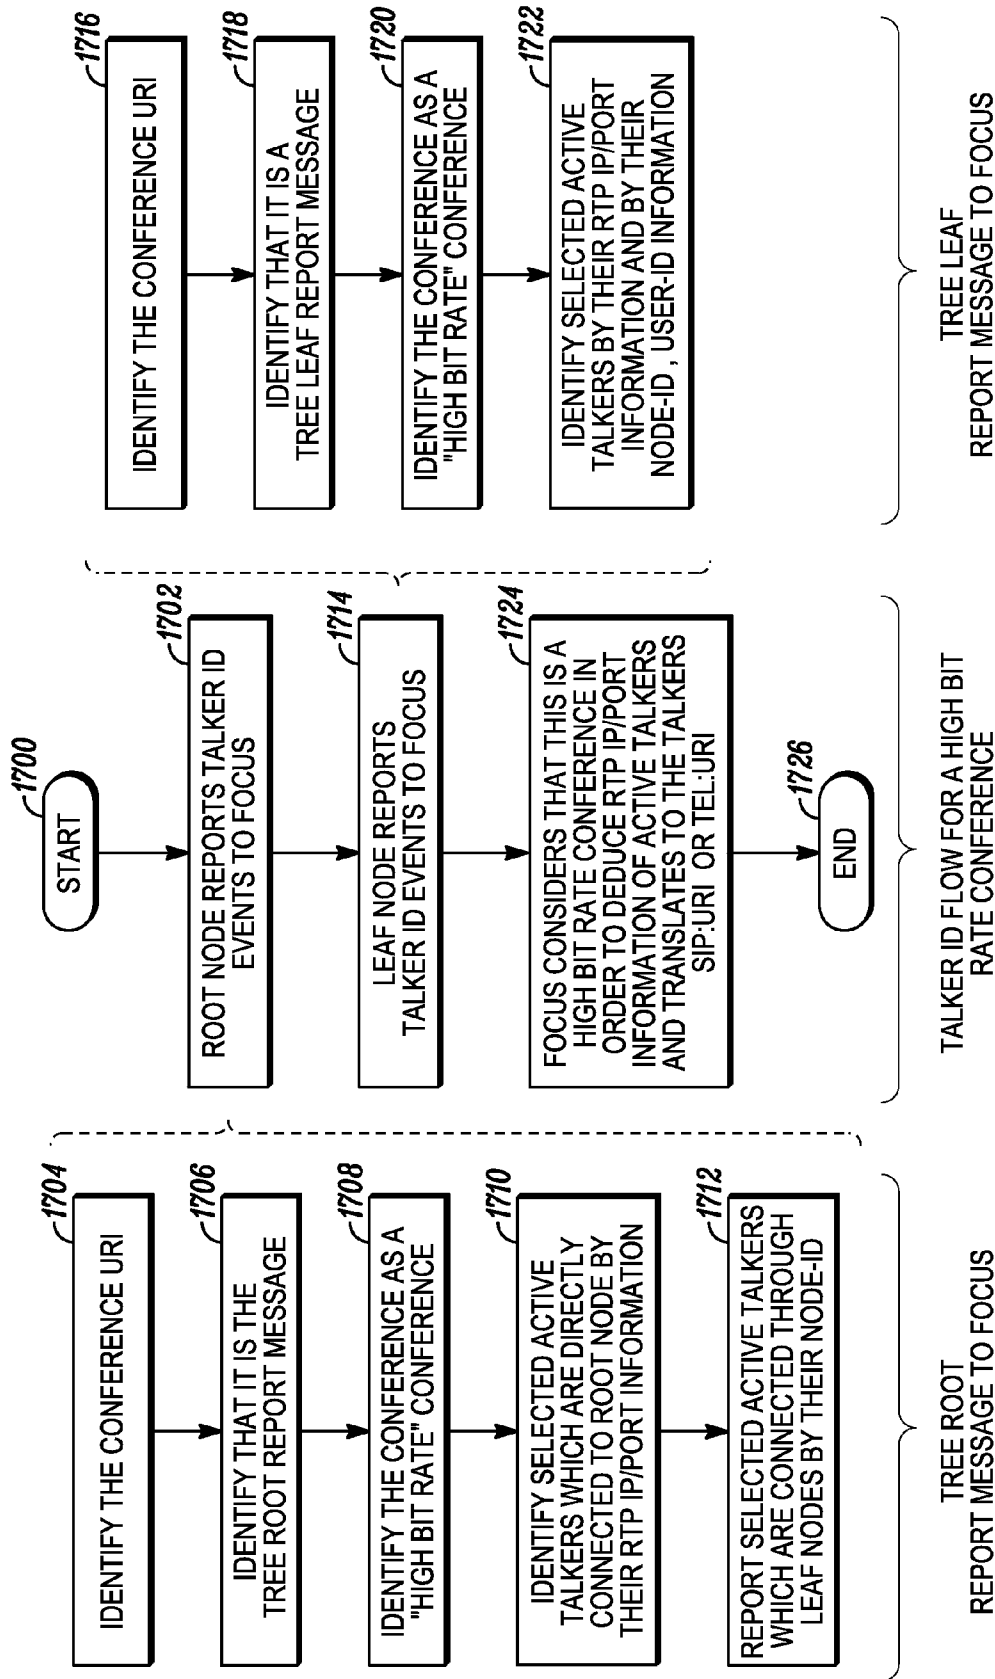 1704
IDENTIFY THE CONFERENCE URI
1706
IDENTIFY THAT IT IS THE
TREE ROOT REPORT MESSAGE
1708
IDENTIFY THE CONFERENCE AS A
"HIGH BIT RATE" CONFERENCE
1710
IDENTIFY SELECTED ACTIVE
TALKERS WHICH ARE DIRECTLY
CONNECTED TO ROOT NODE BY
THEIR RTP IP/PORT INFORMATION
1712
REPORT SELECTED ACTIVE TALKERS
WHICH ARE CONNECTED THROUGH
LEAF NODES BY THEIR NODE-ID
TREE ROOT
REPORT MESSAGE TO FOCUS
1700
START
1702
ROOT NODE REPORTS TALKER ID
EVENTS TO FOCUS
1714
LEAF NODE REPORTS
TALKER ID EVENTS TO FOCUS
1724
FOCUS CONSIDERS THAT THIS IS A
HIGH BIT RATE CONFERENCE IN
ORDER TO DEDUCE RTP IP/PORT
INFORMATION OF ACTIVE TALKERS
AND TRANSLATES TO THE TALKERS
SIP:URI OR TEL:URI
1726
END
TALKER ID FLOW FOR A HIGH BIT
RATE CONFERENCE
1716
IDENTIFY THE CONFERENCE URI
1718
IDENTIFY THAT IT IS A
TREE LEAF REPORT MESSAGE
1720
IDENTIFY THE CONFERENCE AS A
"HIGH BIT RATE" CONFERENCE
1722
IDENTIFY SELECTED ACTIVE
TALKERS BY THEIR RTP IP/PORT
INFORMATION AND BY THEIR
NODE-ID , USER-ID INFORMATION
TREE LEAF
REPORT MESSAGE TO FOCUS